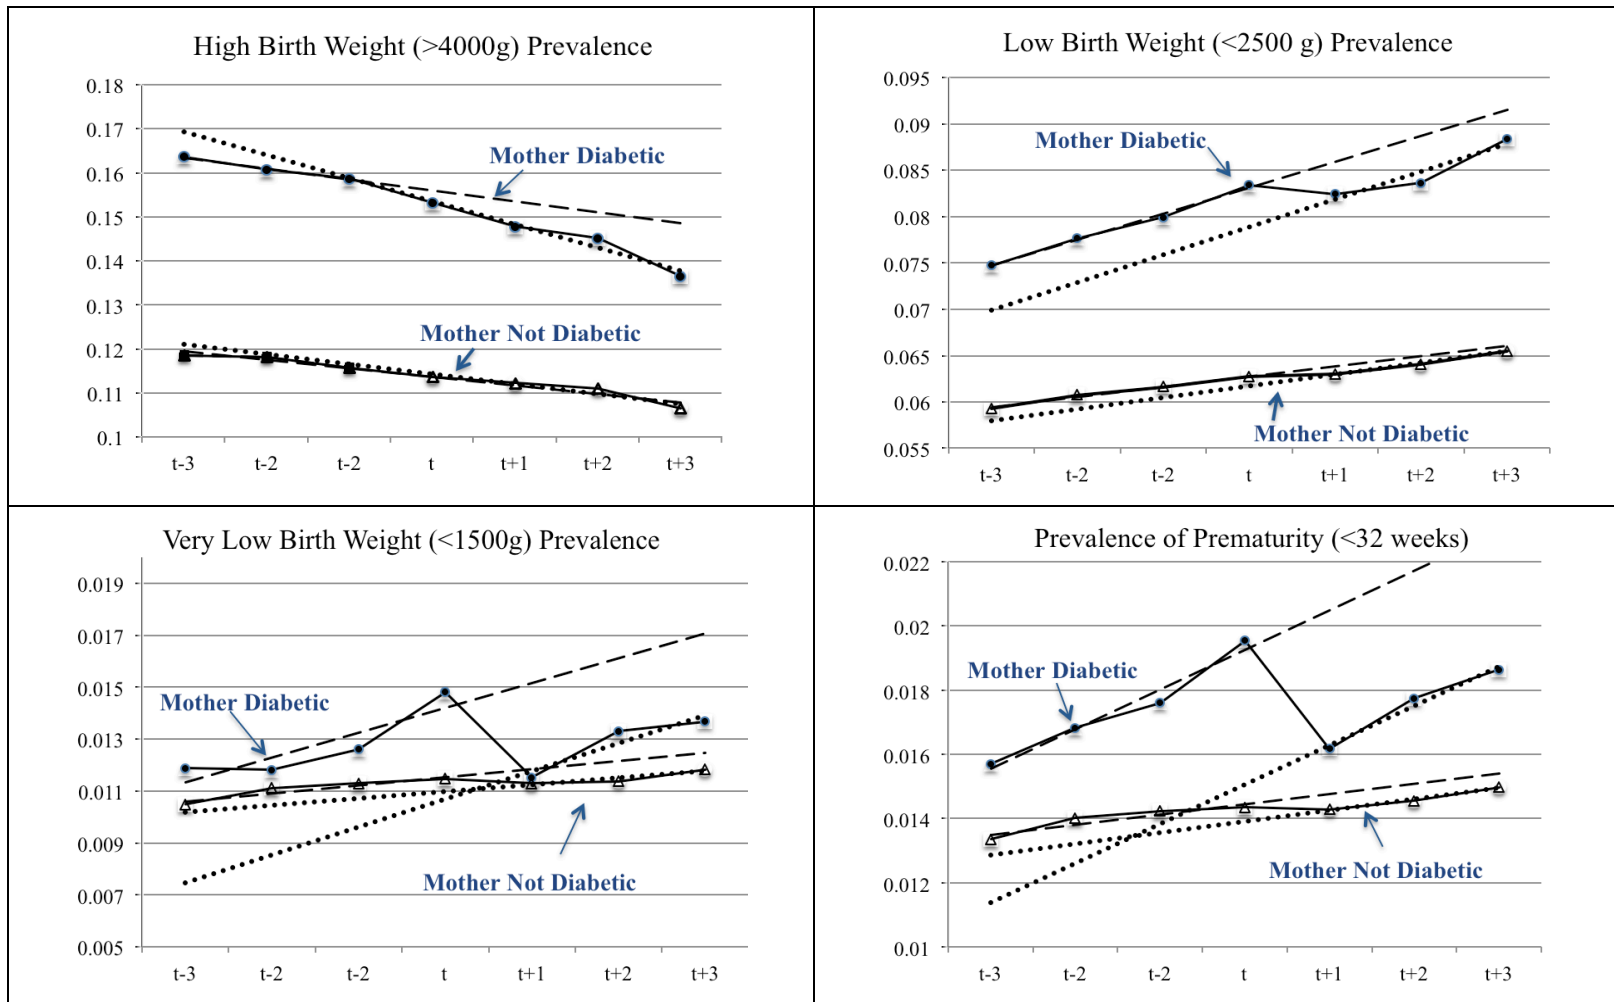 High Birth Weight (>4000g) Prevalence
0.18
0.17
0.16
0.15
0.14
0.13
0.12
0.11
0.1
Mother Diabetic
Mother Not Diabetic
t-3 t-2 t-2 t t+1 t+2 t+3
Low Birth Weight (<2500 g) Prevalence
0.095
0.09
0.085
0.08
0.075
0.07
0.065
0.06
0.055
Mother Diabetic
Mother Not Diabetic
t-3 t-2 t-2 t t+1 t+2 t+3
Very Low Birth Weight (<1500g) Prevalence
0.019
0.017
0.015
0.013
0.011
0.009
0.007
0.005
Mother Diabetic
Mother Not Diabetic
t-3 t-2 t-2 t t+1 t+2 t+3
Prevalence of Prematurity (<32 weeks)
0.022
0.02
0.018
0.016
0.014
0.012
0.01
Mother Diabetic
Mother Not Diabetic
t-3 t-2 t-2 t t+1 t+2 t+3